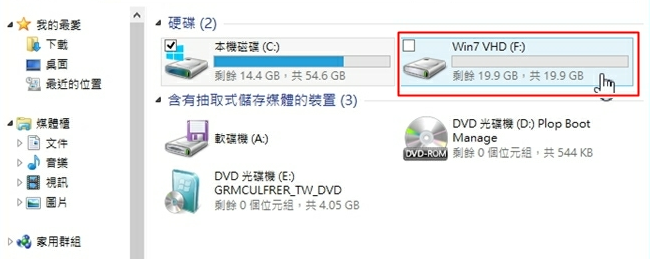 我的最愛
下載
桌面
最近的位置
媒體櫃
文件
音樂
視訊
圖片
家用群組
硬碟 (2)
本機磁碟 (C:)
剩餘 14.4 GB，共 54.6 GB
Win7 VHD (F:)
剩餘 19.9 GB，共 19.9 GB
含有抽取式儲存媒體的裝置 (3)
軟碟機 (A:)
DVD 光碟機 (D:) Plop Boot
Manage
剩餘 0 個位元組，共 544 KB
DVD-ROM
DVD 光碟機 (E:)
GRMCULFRER_TW_DVD
剩餘 0 個位元組，共 4.05 GB